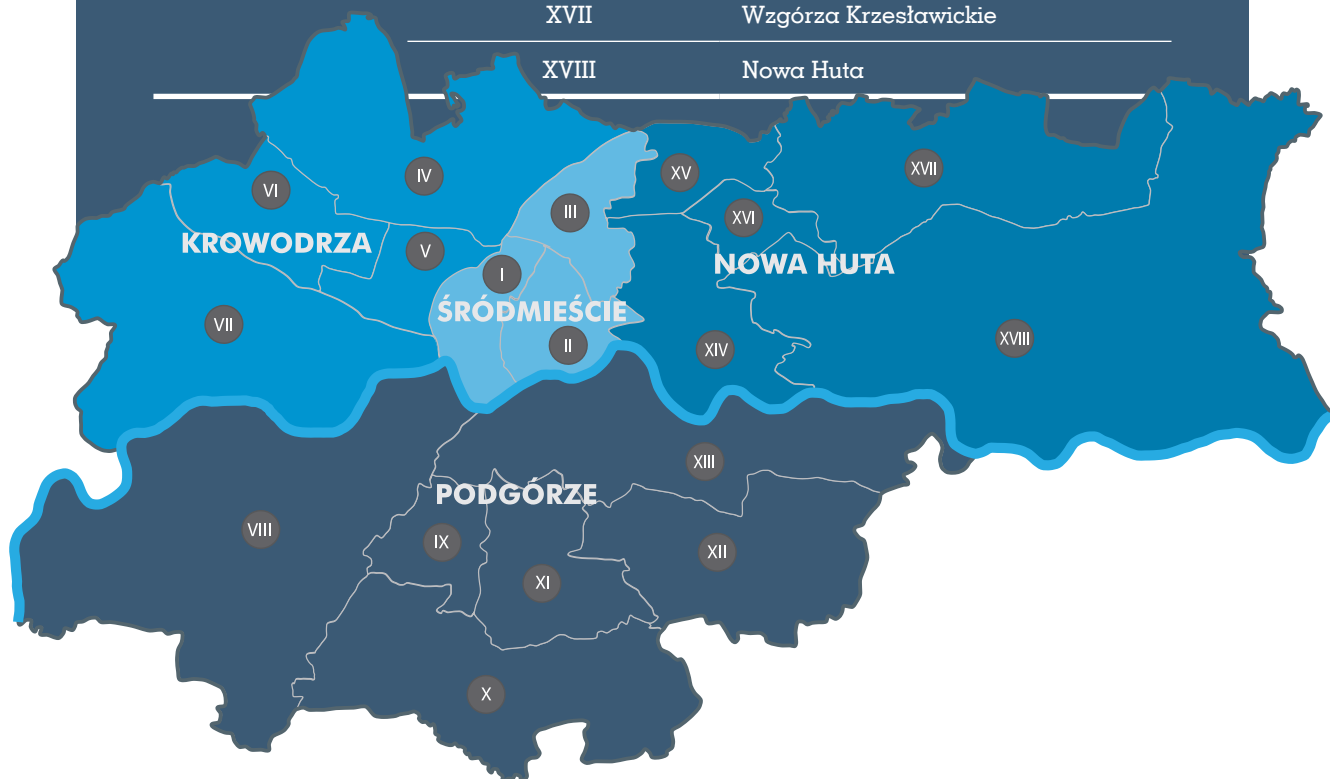 XVII Wzgórza Krzesławickie
XVIII Nowa Huta
XV
XVII
IV
VI
III
XVI
KROWODRZA
V
I
NOWA HUTA
ŚRÓDMIEŚCIE
VII
II
XIV
XVIII
XIII
PODGÓRZE
VIII
IX
XII
XI
X